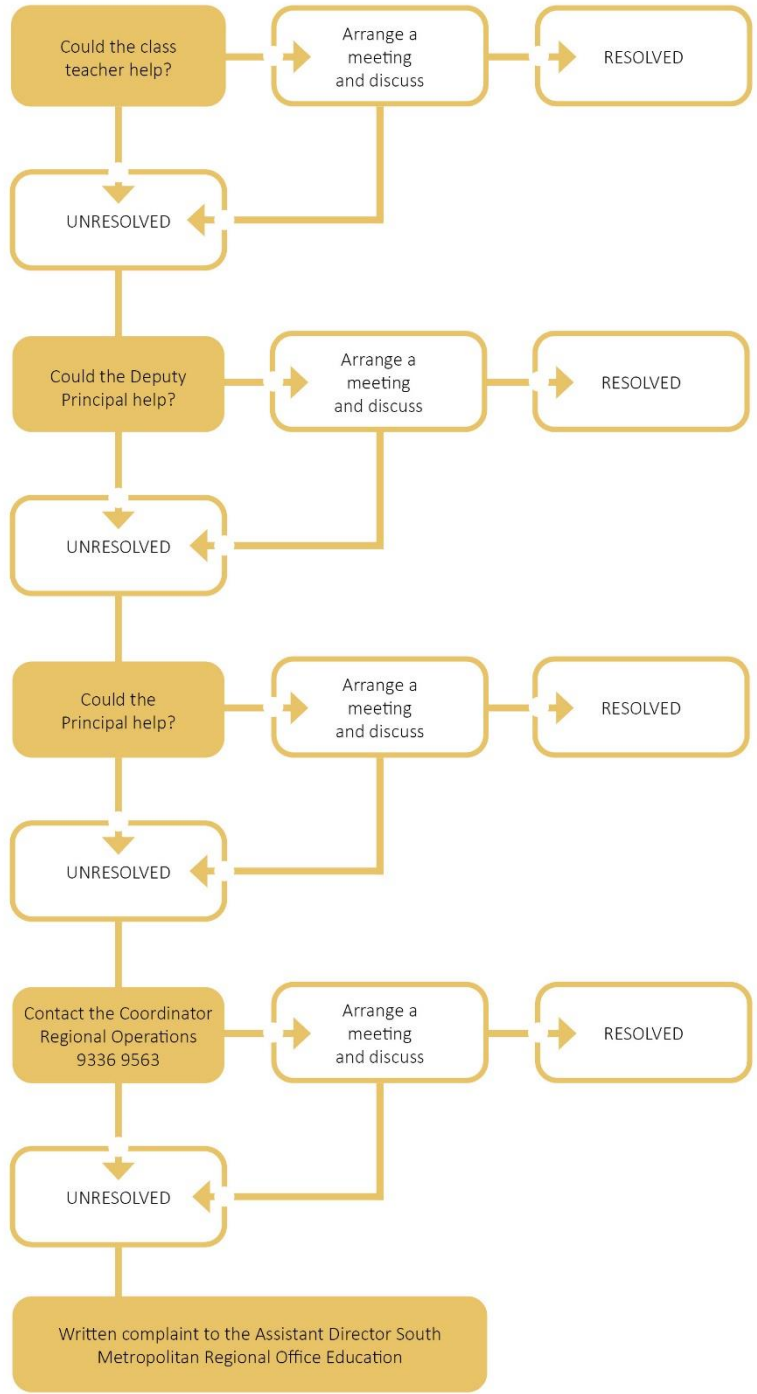 Could the class
teacher help?
Arrange a
meeting
and discuss
RESOLVED
UNRESOLVED
Could the Deputy
Principal help?
Arrange a
meeting
and discuss
RESOLVED
UNRESOLVED
Could the
Principal help?
Arrange a
meeting
and discuss
RESOLVED
UNRESOLVED
Contact the Coordinator
Regional Operations
9336 9563
Arrange a
meeting
and discuss
RESOLVED
UNRESOLVED
Written complaint to the Assistant Director South
Metropolitan Regional Office Education